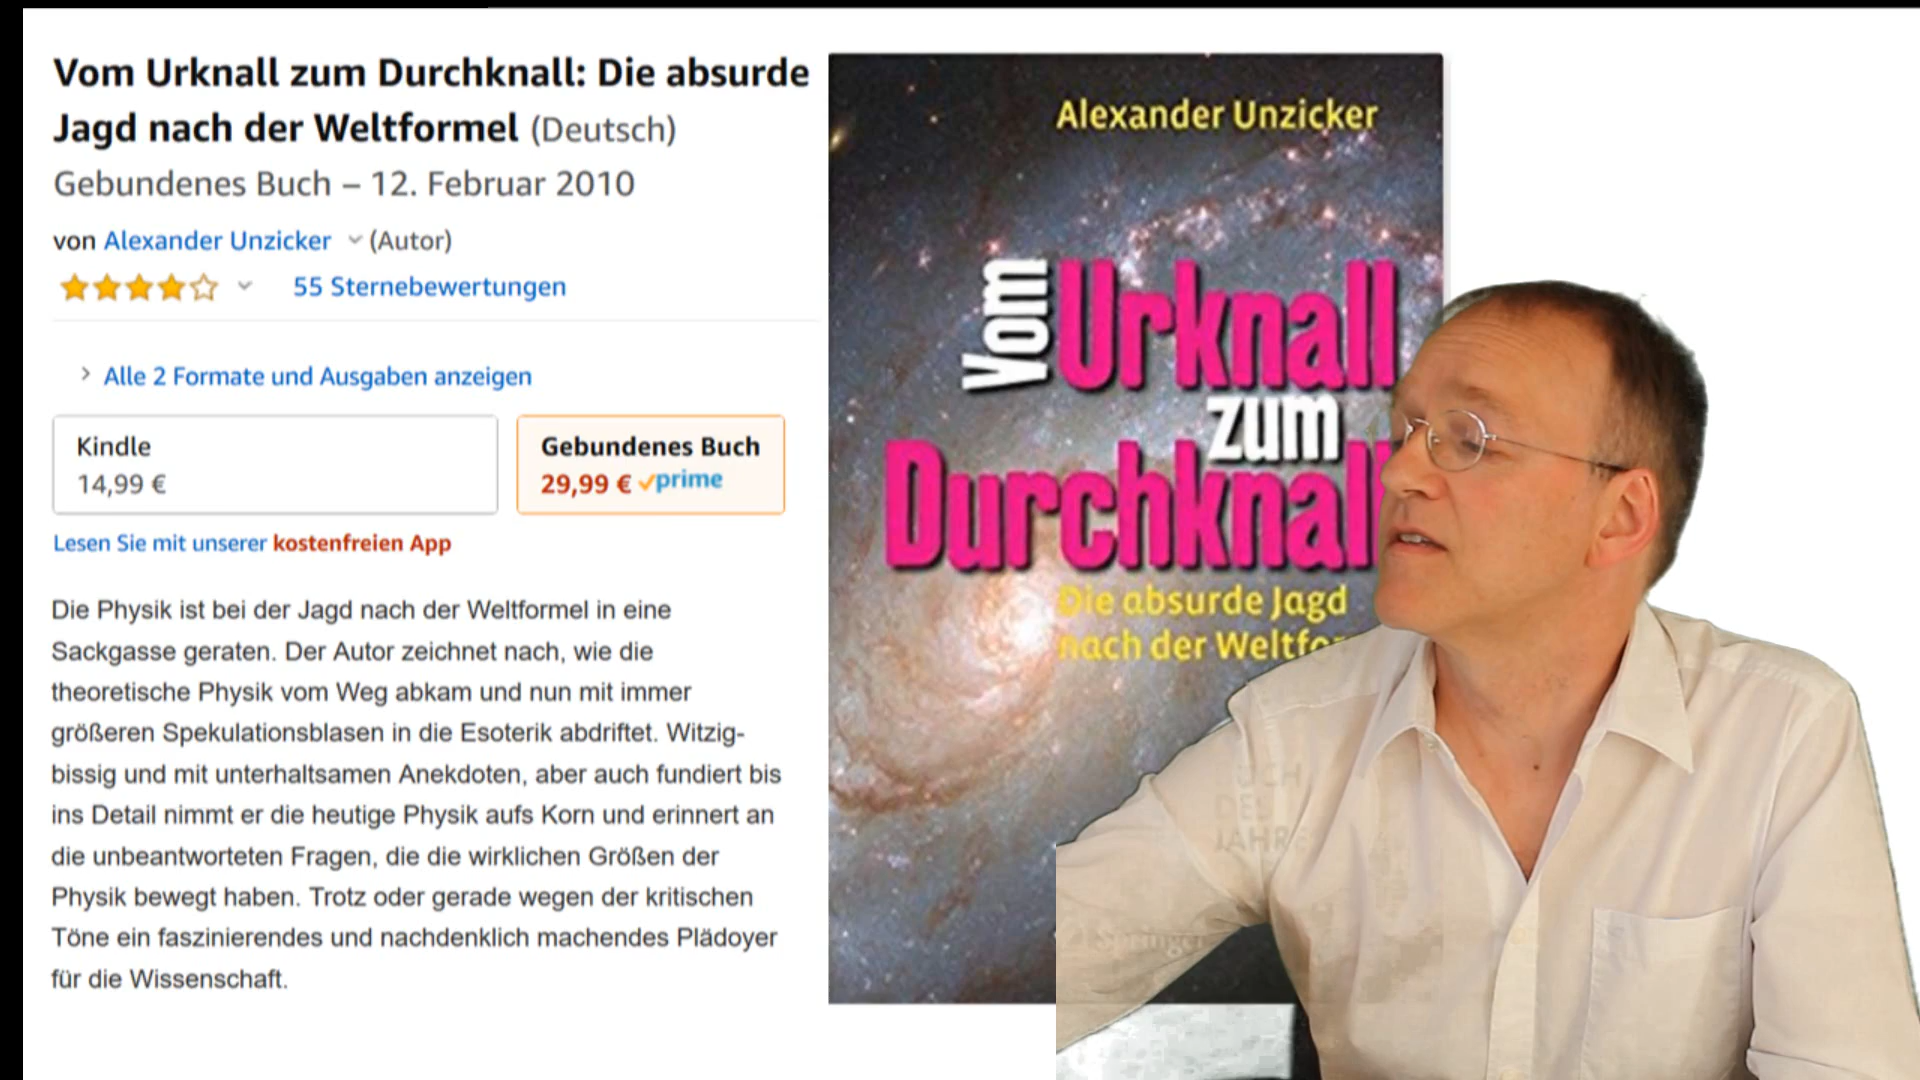 Vom Urknall zum Durchknall: Die absurde
Jagd nach der Weltformel (Deutsch)
Gebundenes Buch – 12. Februar 2010
von Alexander Unzicker (Autor)
55 Sternebewertungen
Alle 2 Formate und Ausgaben anzeigen
Kindle
14,99 €
Gebundenes Buch
29,99 € prime
Lesen Sie mit unserer kostenfreien App
Die Physik ist bei der Jagd nach der Weltformel in eine
Sackgasse geraten. Der Autor zeichnet nach, wie die
theoretische Physik vom Weg abkam und nun mit immer
größeren Spekulationsblasen in die Esoterik abdriftet. Witzig-
bissig und mit unterhaltsamen Anekdoten, aber auch fundiert bis
ins Detail nimmt er die heutige Physik aufs Korn und erinnert an
die unbeantworteten Fragen, die die wirklichen Größen der
Physik bewegt haben. Trotz oder gerade wegen der kritischen
Töne ein faszinierendes und nachdenklich machendes Plädoyer
für die Wissenschaft.
Alexander Unzicker
Vom Urknall
zum
Durchknall
Die absurde Jagd
nach der Weltfo
JAHRE
Springer